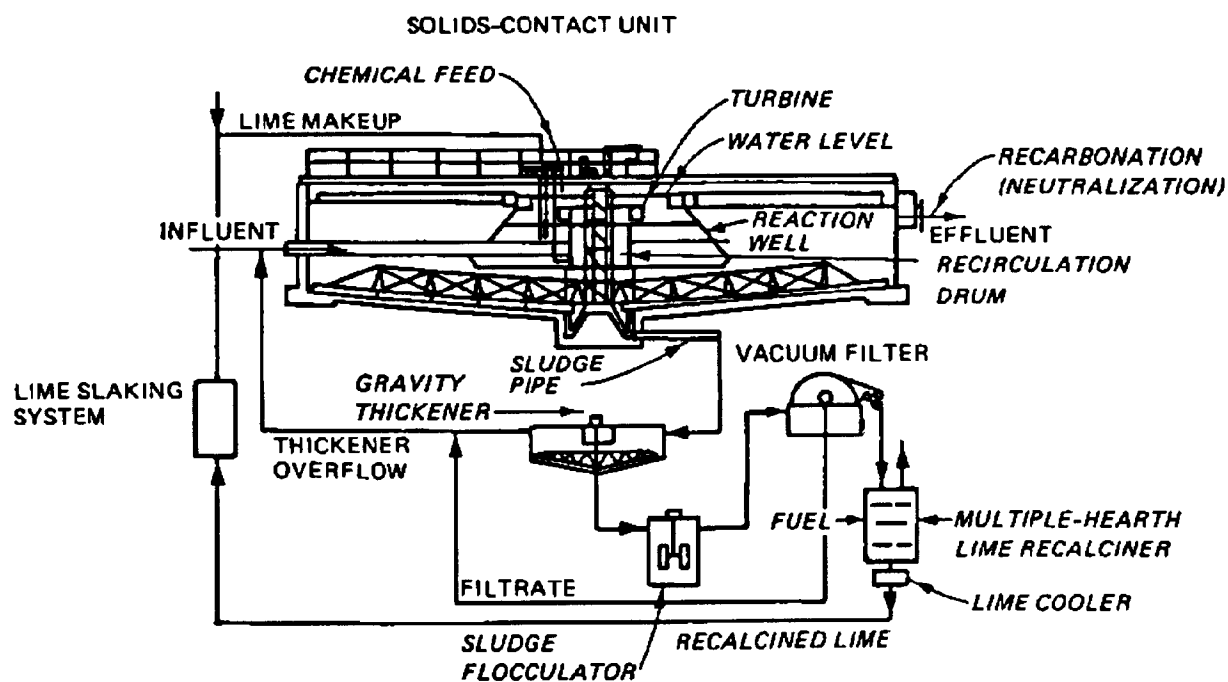 SOLIDS-CONTACT UNIT
CHEMICAL FEED
TURBINE
LIME MAKEUP
WATER LEVEL
RECARBONATION
(NEUTRALIZATION)
INFLUENT
REACTION
WELL
EFFLUENT
RECIRCULATION
DRUM
SLUDGE
PIPE
VACUUM FILTER
LIME SLAKING
SYSTEM
GRAVITY
THICKENER
THICKENER
OVERFLOW
FUEL
MULTIPLE-HEARTH
LIME RECALCINER
FILTRATE
LIME COOLER
SLUDGE
FLOCCULATOR
RECALCINED LIME